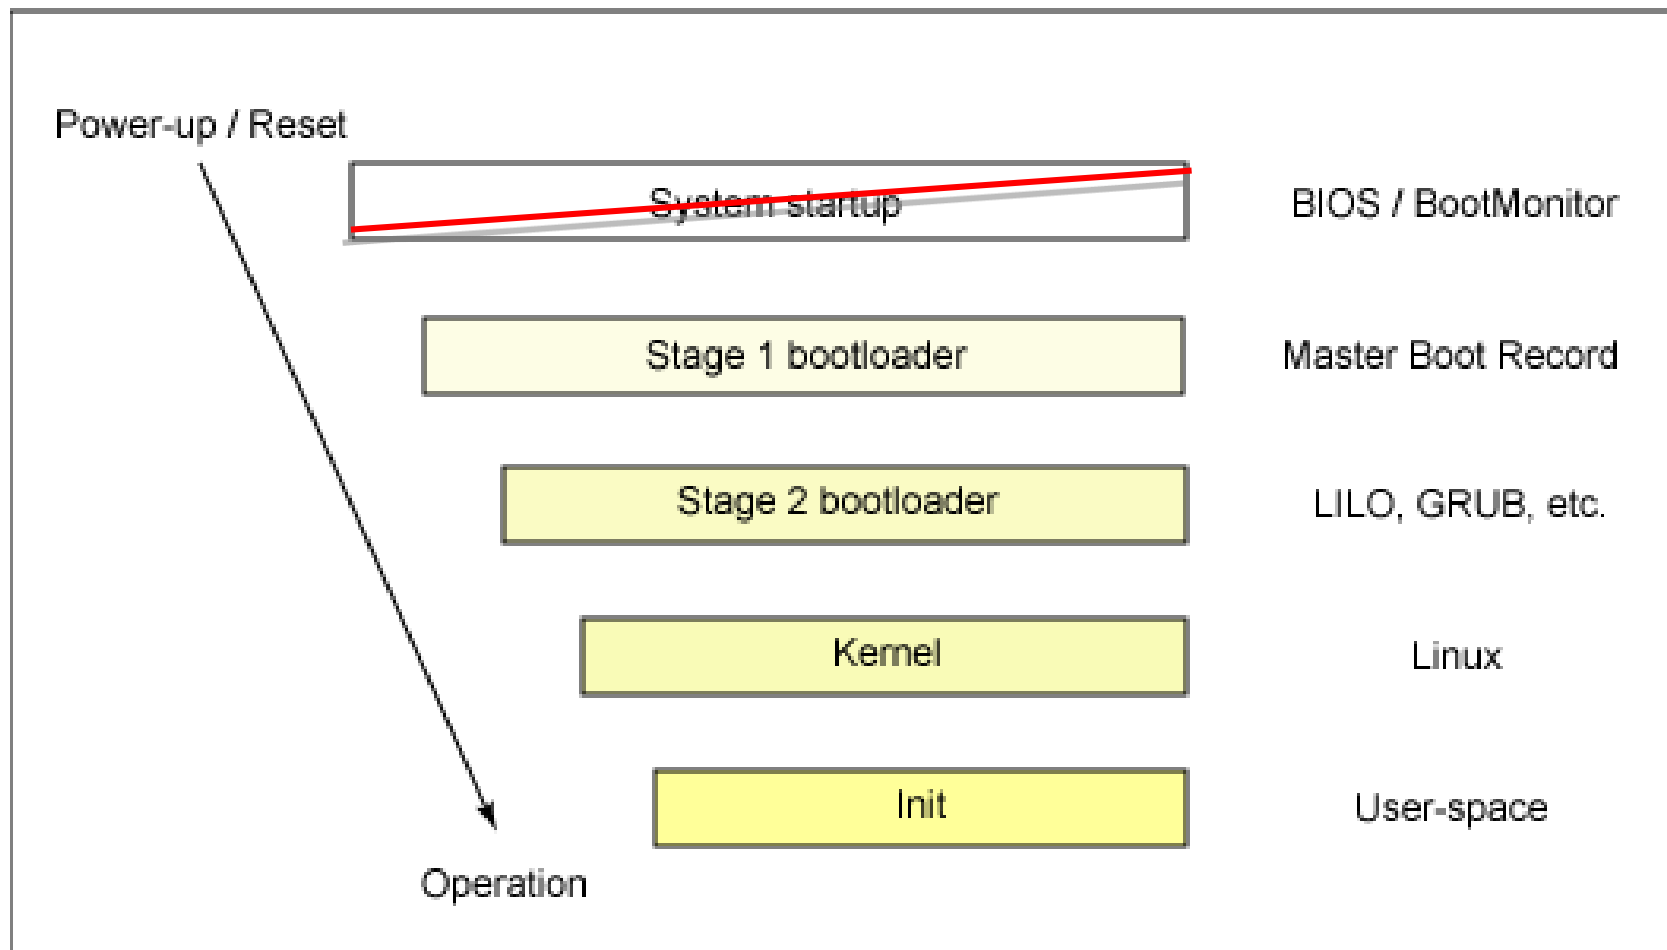 Power-up / Reset
System startup
BIOS / BootMonitor
Stage 1 bootloader
Master Boot Record
Stage 2 bootloader
LILO, GRUB, etc.
Kernel
Linux
Init
User-space
Operation